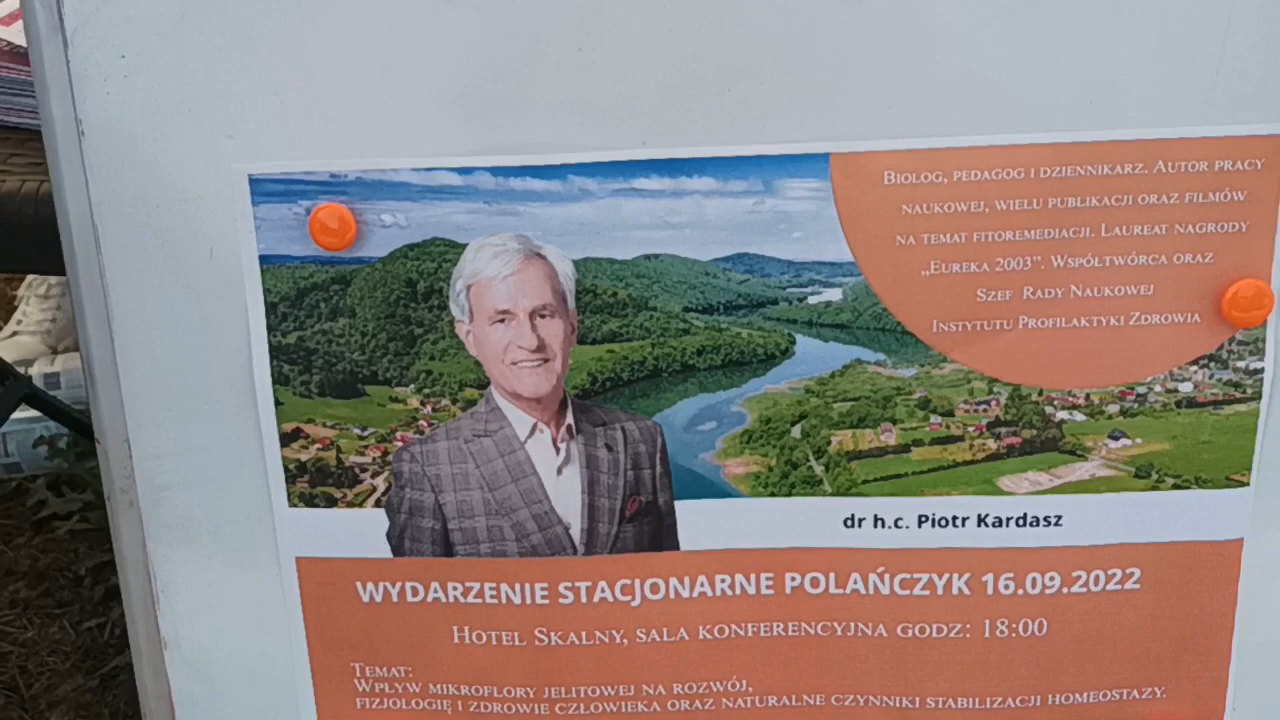 BIOLOG, PEDAGOG I DZIENNIKARZ. AUTOR PRACY
NAUKOWEJ, WIELU PUBLIKACJI ORAZ FILMÓW
NA TEMAT FITOREMEDIACJI. LAUREAT NAGRODY
„EUREKA 2003”. WSPÓŁTWÓRCA ORAZ
SZEF RADY NAUKOWEJ
INSTYTUTU PROFILAKTYKI ZDROWIA
dr h.c. Piotr Kardasz
WYDARZENIE STACJONARNE POLAŃCZYK 16.09.2022
HOTEL SKALNY, SALA KONFERENCYJNA GODZ: 18:00
TEMAT:
WPŁYW MIKROFLORY JELITOWEJ NA ROZWÓJ,
FIZJOLOGIĘ I ZDROWIE CZŁOWIEKA ORAZ NATURALNE CZYNNIKI STABILIZACJI HOMEOSTAZY.